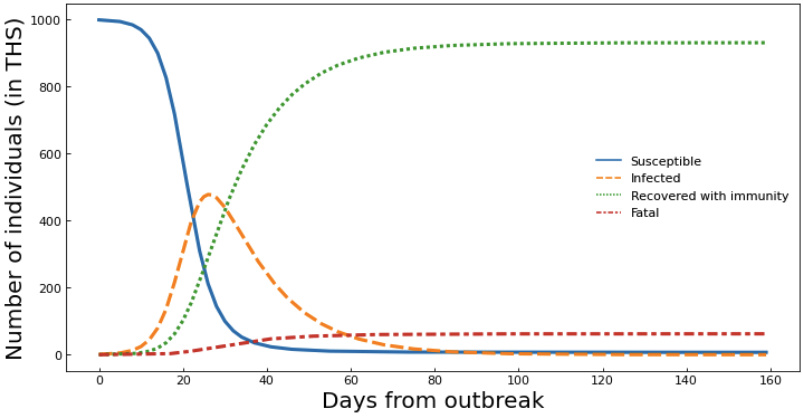 Number of individuals (in THS)
1000
800
600
400
200
0
Susceptible
Infected
Recovered with immunity
Fatal
0 20 40 60 80 100 120 140 160
Days from outbreak